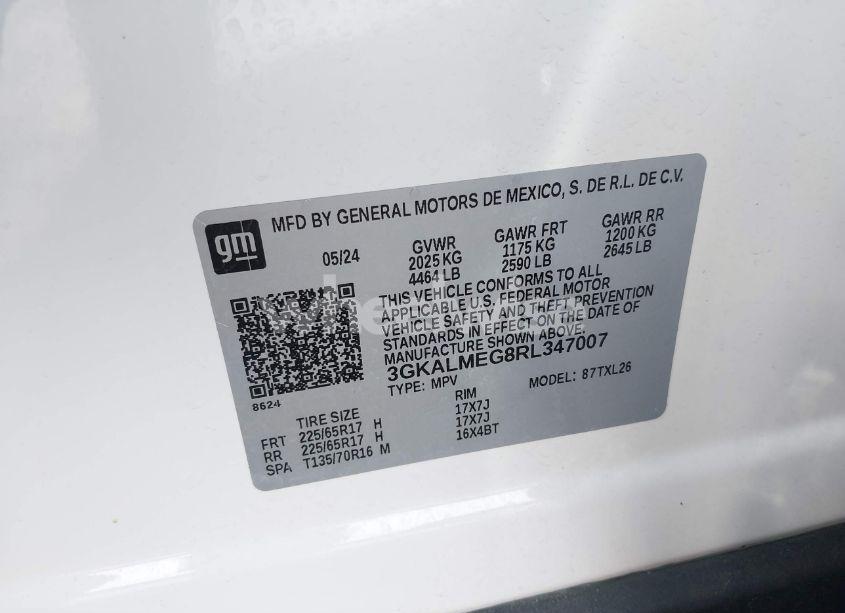 gm
MFD BY GENERAL MOTORS DE MEXICO, S. DE R.L. DE C.V.
05/24 GVWR GAWR FRT GAWR RR
2025 KG 1175 KG 1200 KG
4464 LB 2590 LB 2645 LB
THIS VEHICLE CONFORMS TO ALL
APPLICABLE U.S. FEDERAL MOTOR
VEHICLE SAFETY AND THEFT PREVENTION
STANDARDS IN EFFECT ON THE DATE OF
MANUFACTURE SHOWN ABOVE.
3GKALMEG8RL347007
TYPE: MPV MODEL: 87TXL26
8624
TIRE SIZE RIM
FRT 225/65R17 H 17X7J
RR 225/65R17 H 17X7J
SPA T135/70R16 M 16X4BT